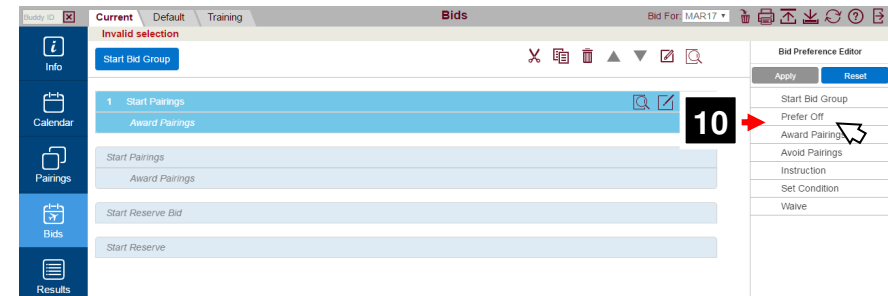 Buddy ID X Current Default Training Bids Bid For: MAR17
Invalid selection
Info
Start Bid Group
Bid Preference Editor
Apply Reset
Calendar
1 Start Pairings
Award Pairings
10
Start Bid Group
Prefer Off
Award Pairings
Avoid Pairings
Instruction
Set Condition
Waive
Pairings
Start Pairings
Award Pairings
Bids
Start Reserve Bid
Start Reserve
Results